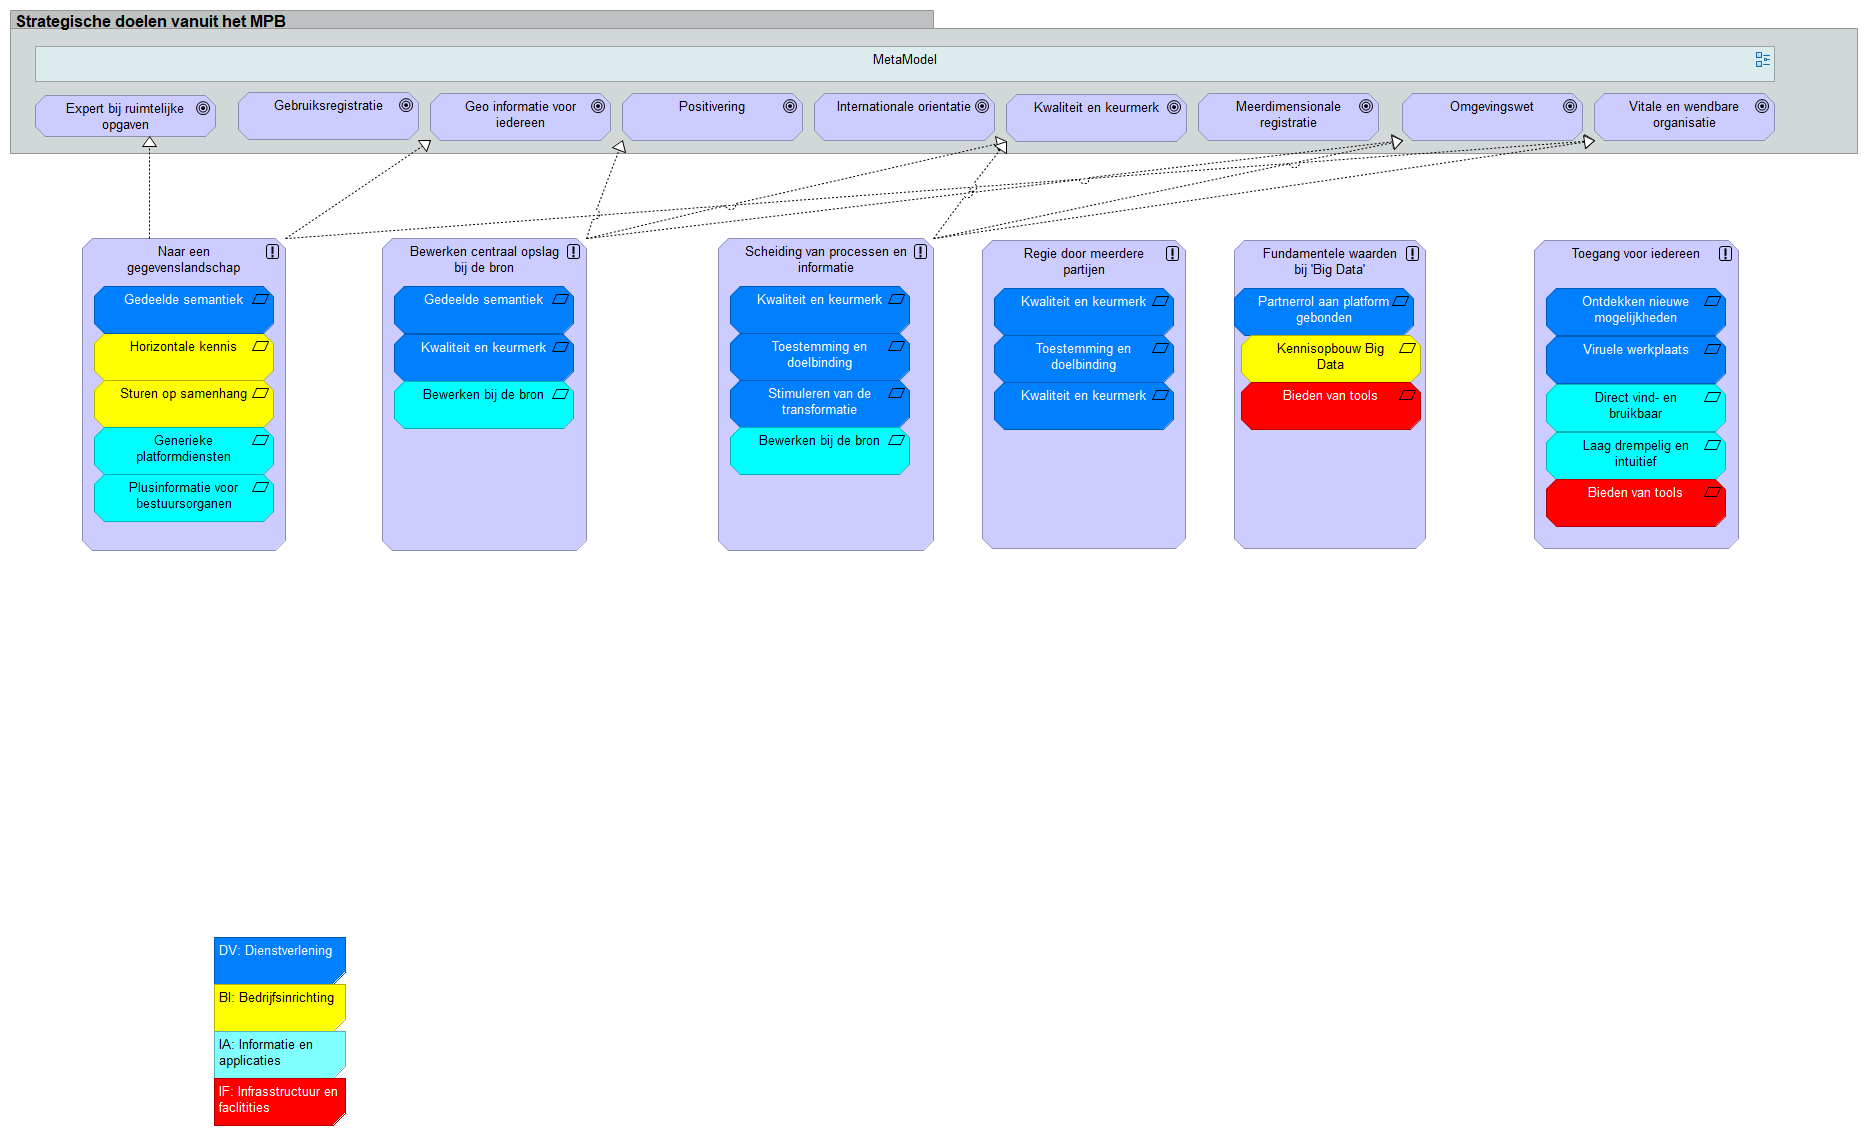 Strategische doelen vanuit het MPB
MetaModel
Expert bij ruimtelijke
opgaven
Gebruiksregistratie
Geo informatie voor
iedereen
Positivering
Internationale orientatie
Kwaliteit en keurmerk
Meerdimensionale
registratie
Omgevingswet
Vitale en wendbare
organisatie
Naar een
gegevenslandschap
Gedeelde semantiek
Horizontale kennis
Sturen op samenhang
Generieke
platformdiensten
Plusinformatie voor
bestuursorganen
Bewerken centraal opslag
bij de bron
Gedeelde semantiek
Kwaliteit en keurmerk
Bewerken bij de bron
Scheiding van processen en
informatie
Kwaliteit en keurmerk
Toestemming en
doelbinding
Stimuleren van de
transformatie
Bewerken bij de bron
Regie door meerdere
partijen
Kwaliteit en keurmerk
Toestemming en
doelbinding
Kwaliteit en keurmerk
Fundamentele waarden
bij 'Big Data'
Partnerrol aan platform
gebonden
Kennisopbouw Big
Data
Bieden van tools
Toegang voor iedereen
Ontdekken nieuwe
mogelijkheden
Viruele werkplaats
Direct vind- en
bruikbaar
Laag drempelig en
intuitief
Bieden van tools
DV: Dienstverlening
BI: Bedrijfsinrichting
IA: Informatie en
applicaties
IF: Infrasstructuur en
faclitities